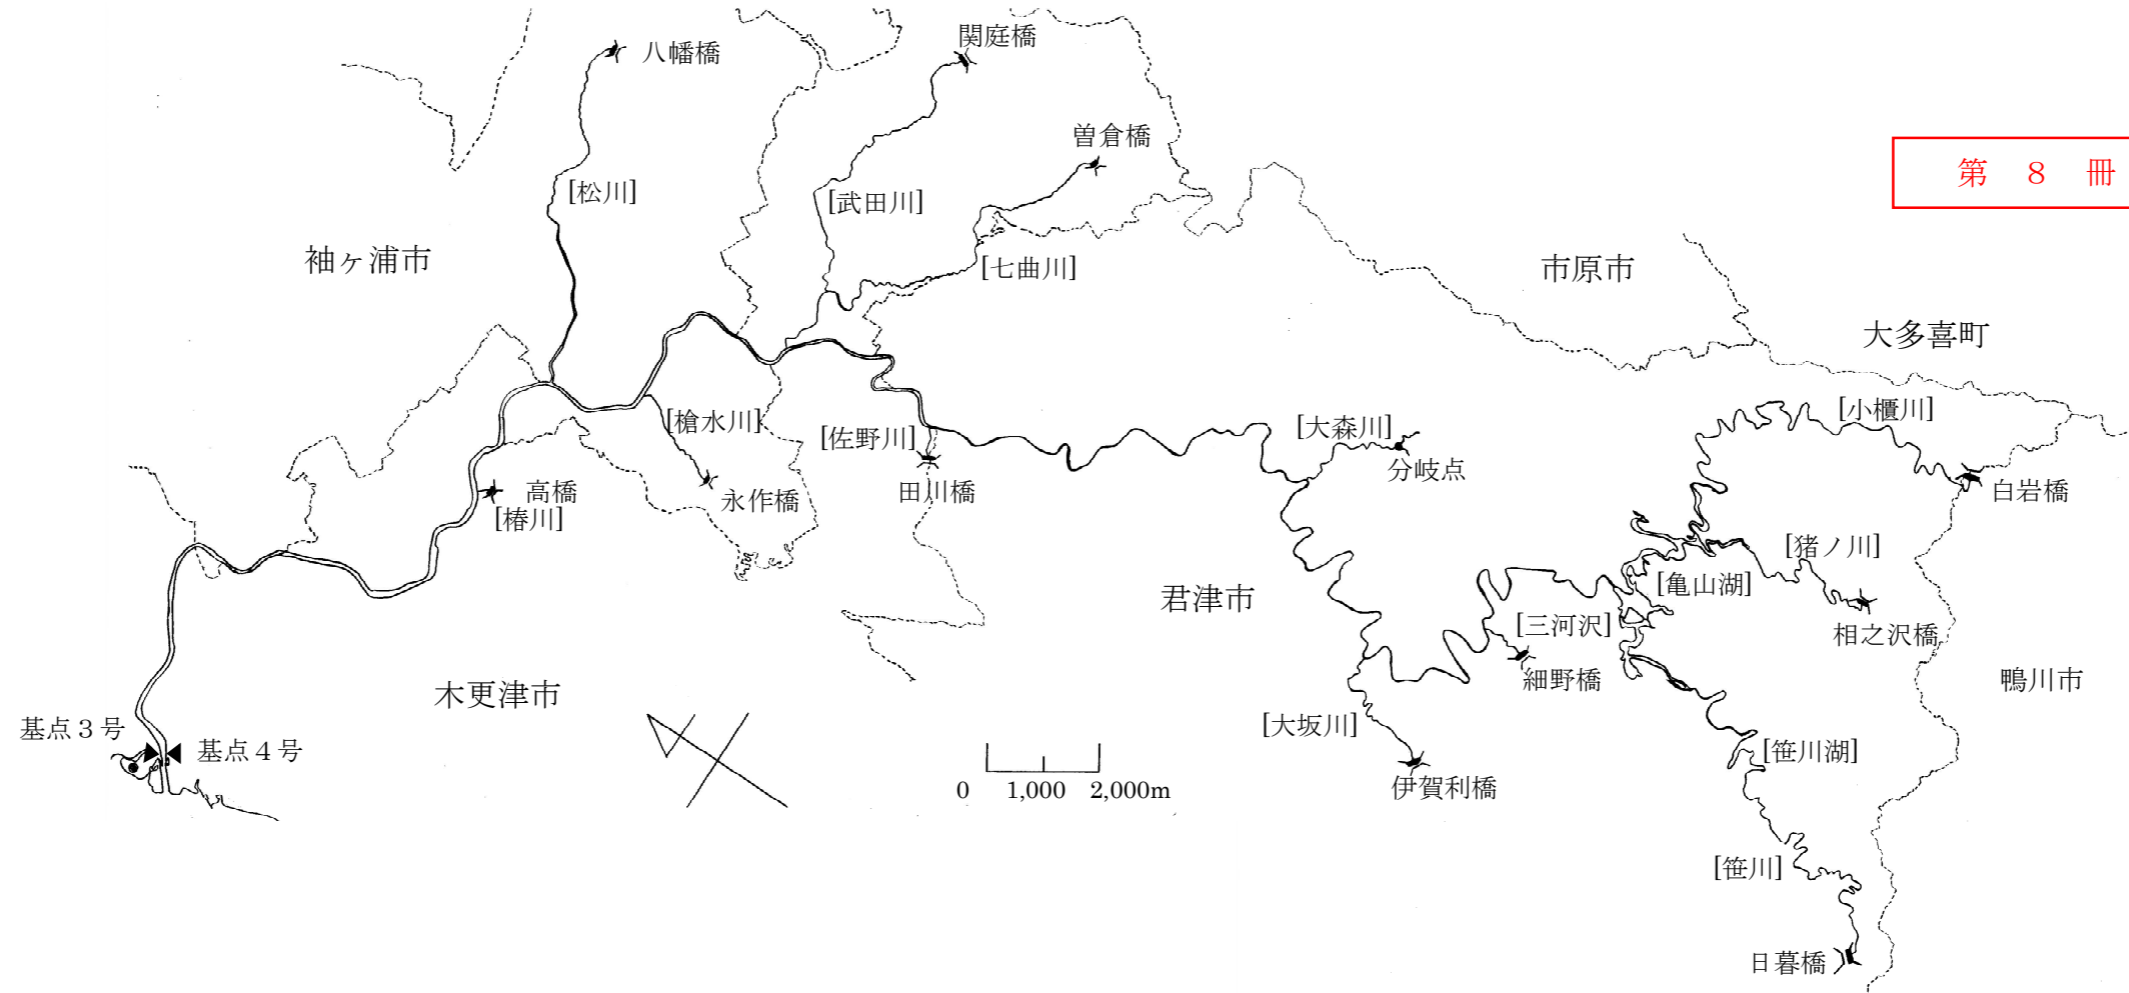 関庭橋
八幡橋
曽倉橋
第 8 冊
[松川]
[武田川]
袖ヶ浦市
[七曲川]
市原市
大多喜町
[小櫃川]
[槍水川]
[佐野川]
[大森川]
分岐点
高橋
[椿川]
永作橋
田川橋
白岩橋
[猪ノ川]
[亀山湖]
君津市
[三河沢]
相之沢橋
細野橋
鴨川市
木更津市
基点3号
基点4号
[大坂川]
[笹川湖]
0 1,000 2,000m
伊賀利橋
[笹川]
日暮橋